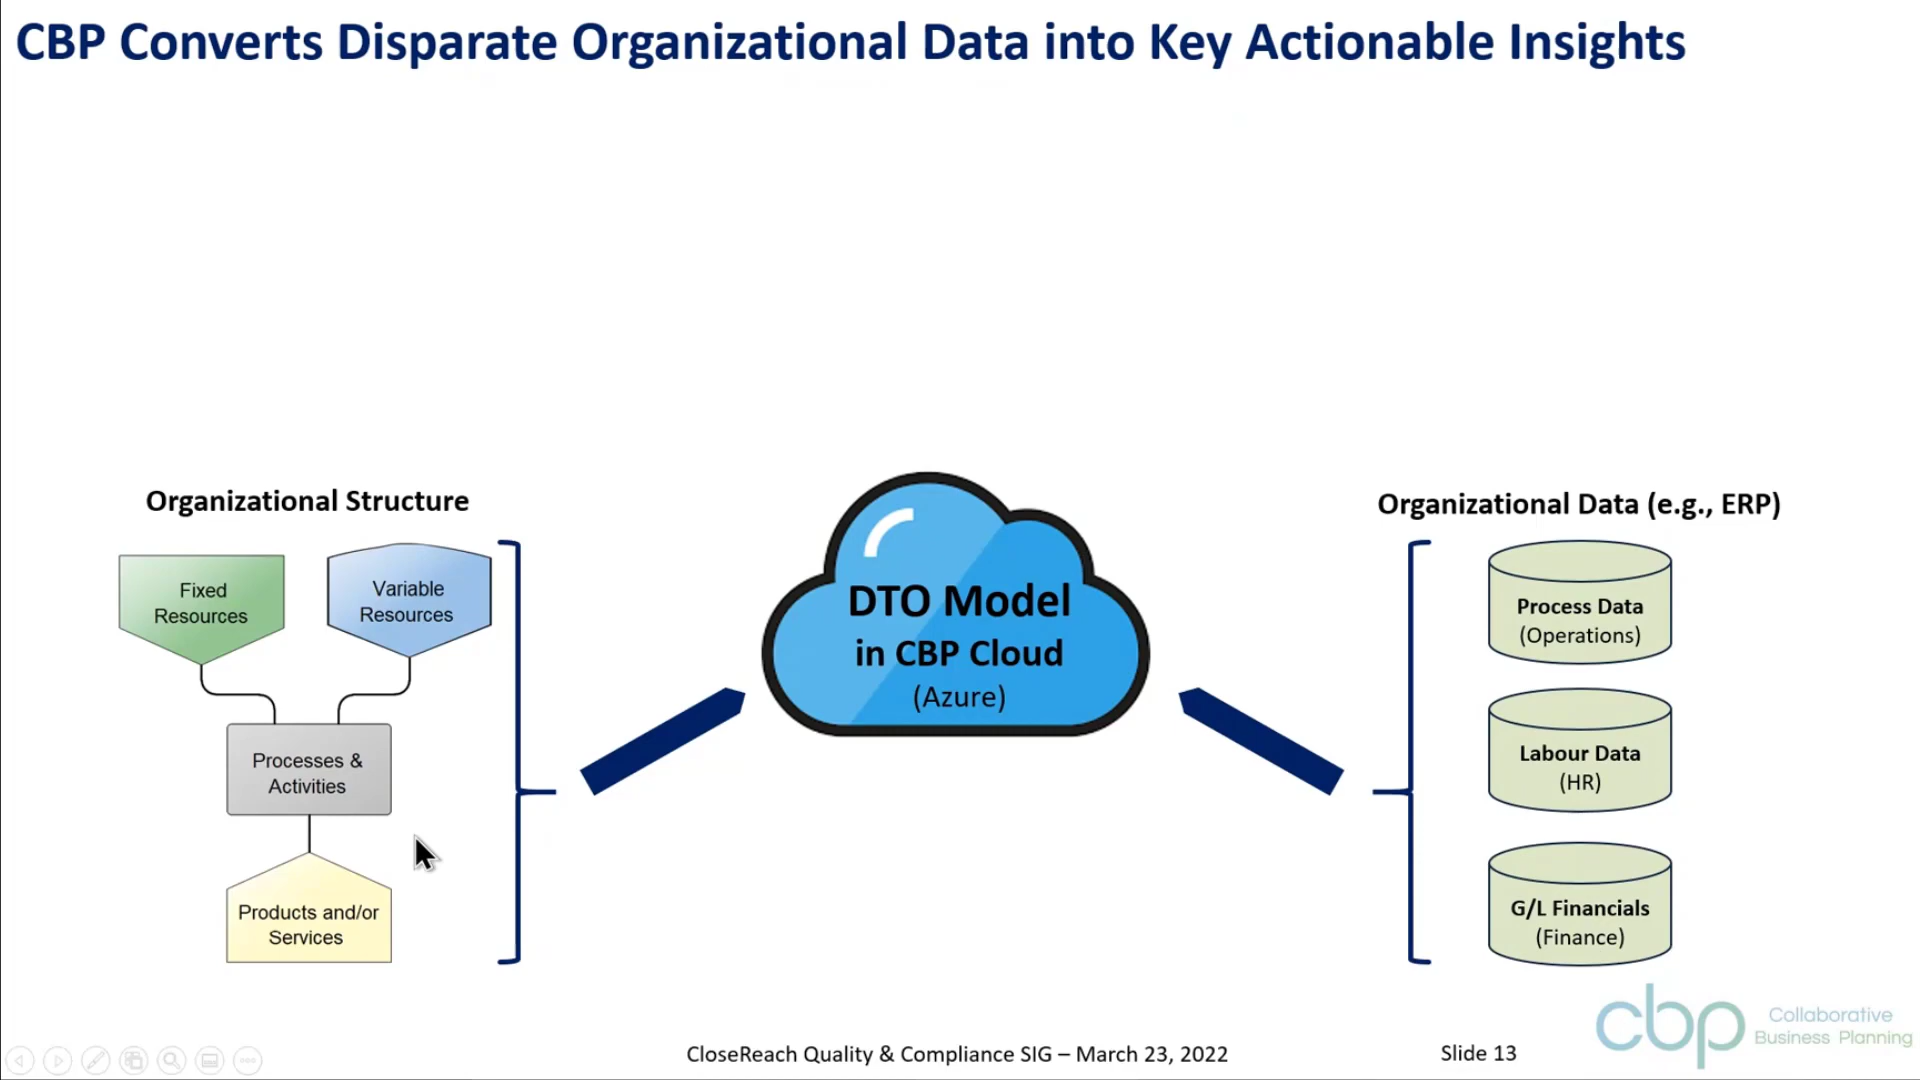 CBP Converts Disparate Organizational Data into Key Actionable Insights
Organizational Structure
Fixed
Resources
Variable
Resources
Processes &
Activities
Products and/or
Services
DTO Model
in CBP Cloud
(Azure)
Organizational Data (e.g., ERP)
Process Data
(Operations)
Labour Data
(HR)
G/L Financials
(Finance)
cbp
Collaborative
Business Planning
CloseReach Quality & Compliance SIG – March 23, 2022
Slide 13